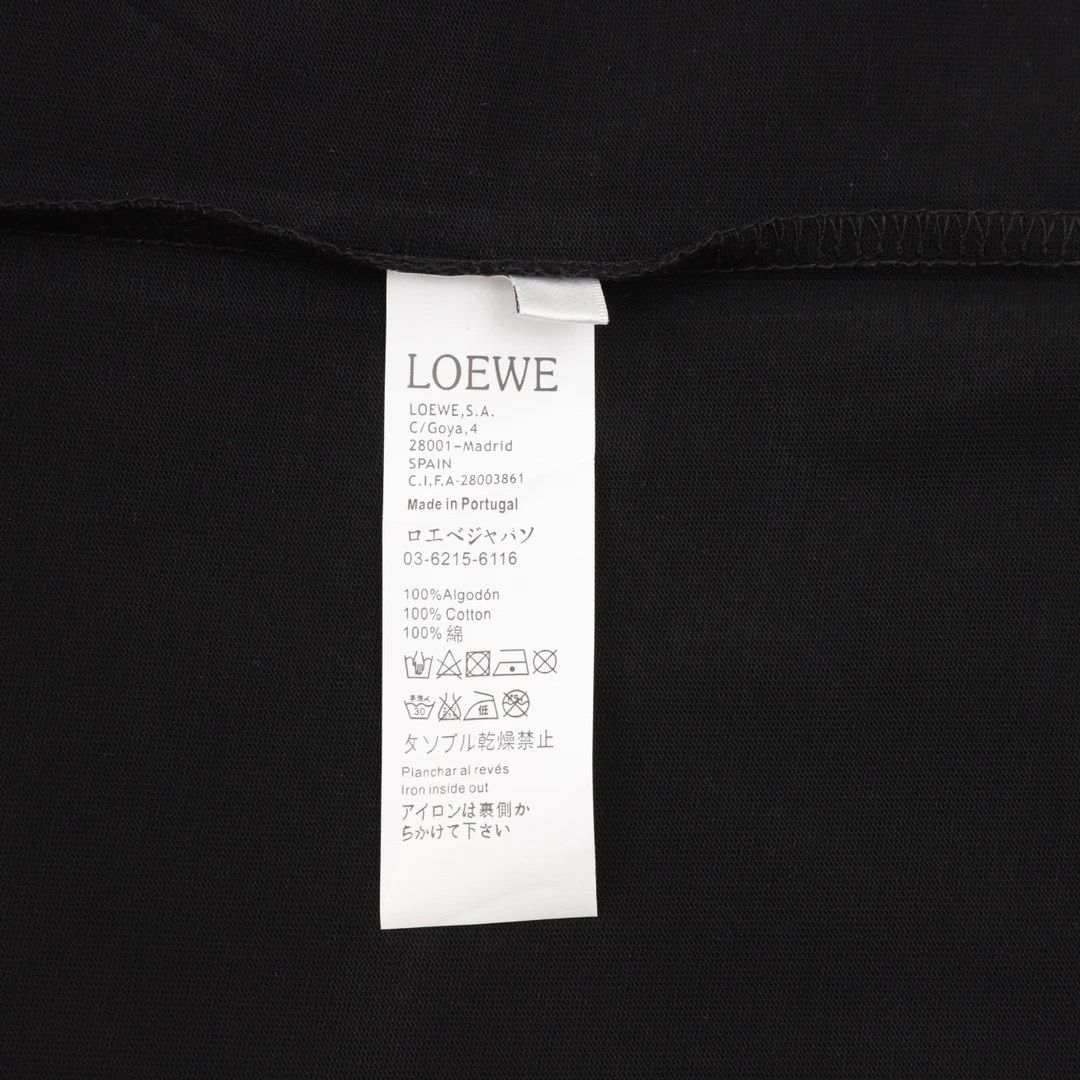 LOEWE
LOEWE,S.A.
C/Goya,4
28001-Madrid
SPAIN
C.I.F.A-28003861
Made in Portugal
ロエベジャパソ
03-6215-6116
100%Algodón
100% Cotton
100% 綿
30 低
タソブル乾燥禁止
Planchar al revés
Iron inside out
アイロンは裏側か
らかけて下さい